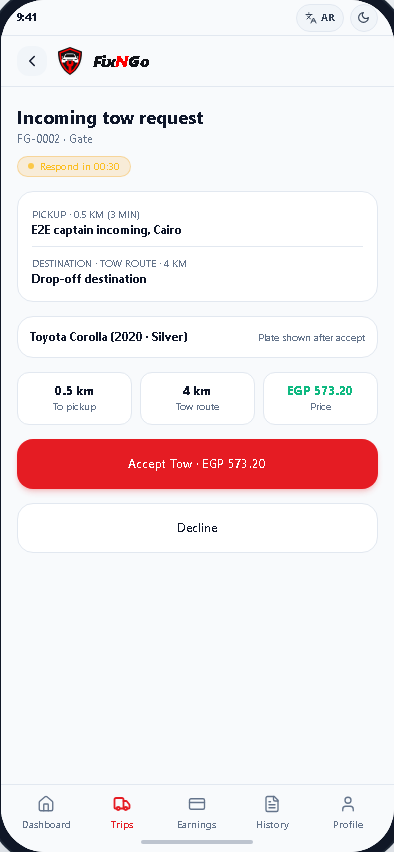 9:41
AR
FixNGo
Incoming tow request
FG-0002 · Gate
Respond in 00:30
PICKUP · 0.5 KM (3 MIN)
E2E captain incoming, Cairo
DESTINATION · TOW ROUTE · 4 KM
Drop-off destination
Toyota Corolla (2020 · Silver)
Plate shown after accept
0.5 km
To pickup
4 km
Tow route
EGP 573.20
Price
Accept Tow · EGP 573.20
Decline
Dashboard
Trips
Earnings
History
Profile